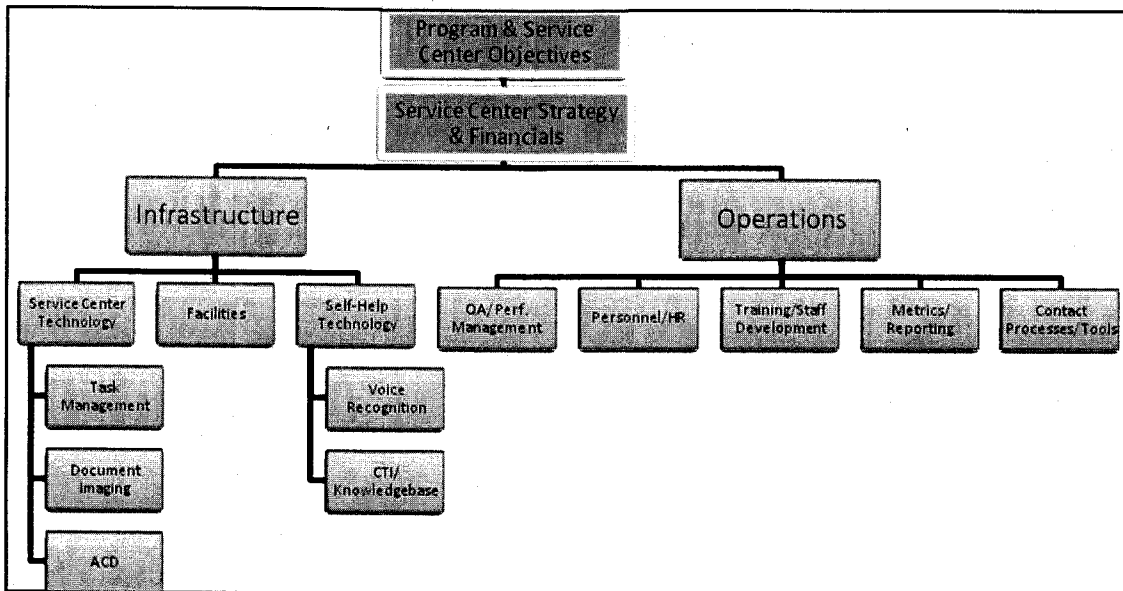 Program & Service
Center Objectives
Service Center Strategy
& Financials
Infrastructure
Operations
Service Center
Technology
Facilities
Self-Help
Technology
QA/ Perf.
Management
Personnel/HR
Training/Staff
Development
Metrics/
Reporting
Contact
Processes/Tools
Task
Management
Voice
Recognition
Document
Imaging
CTI/
Knowledgebase
ACD